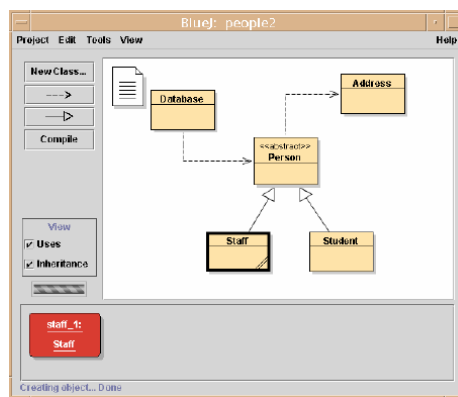 BlueJ: people2
Project Edit Tools View Help
New Class...
--->
Compile
View
Uses
Inheritance
Database
Address
<<abstract>>
Person
Staff
Student
staff_1:
Staff
Creating object... Done